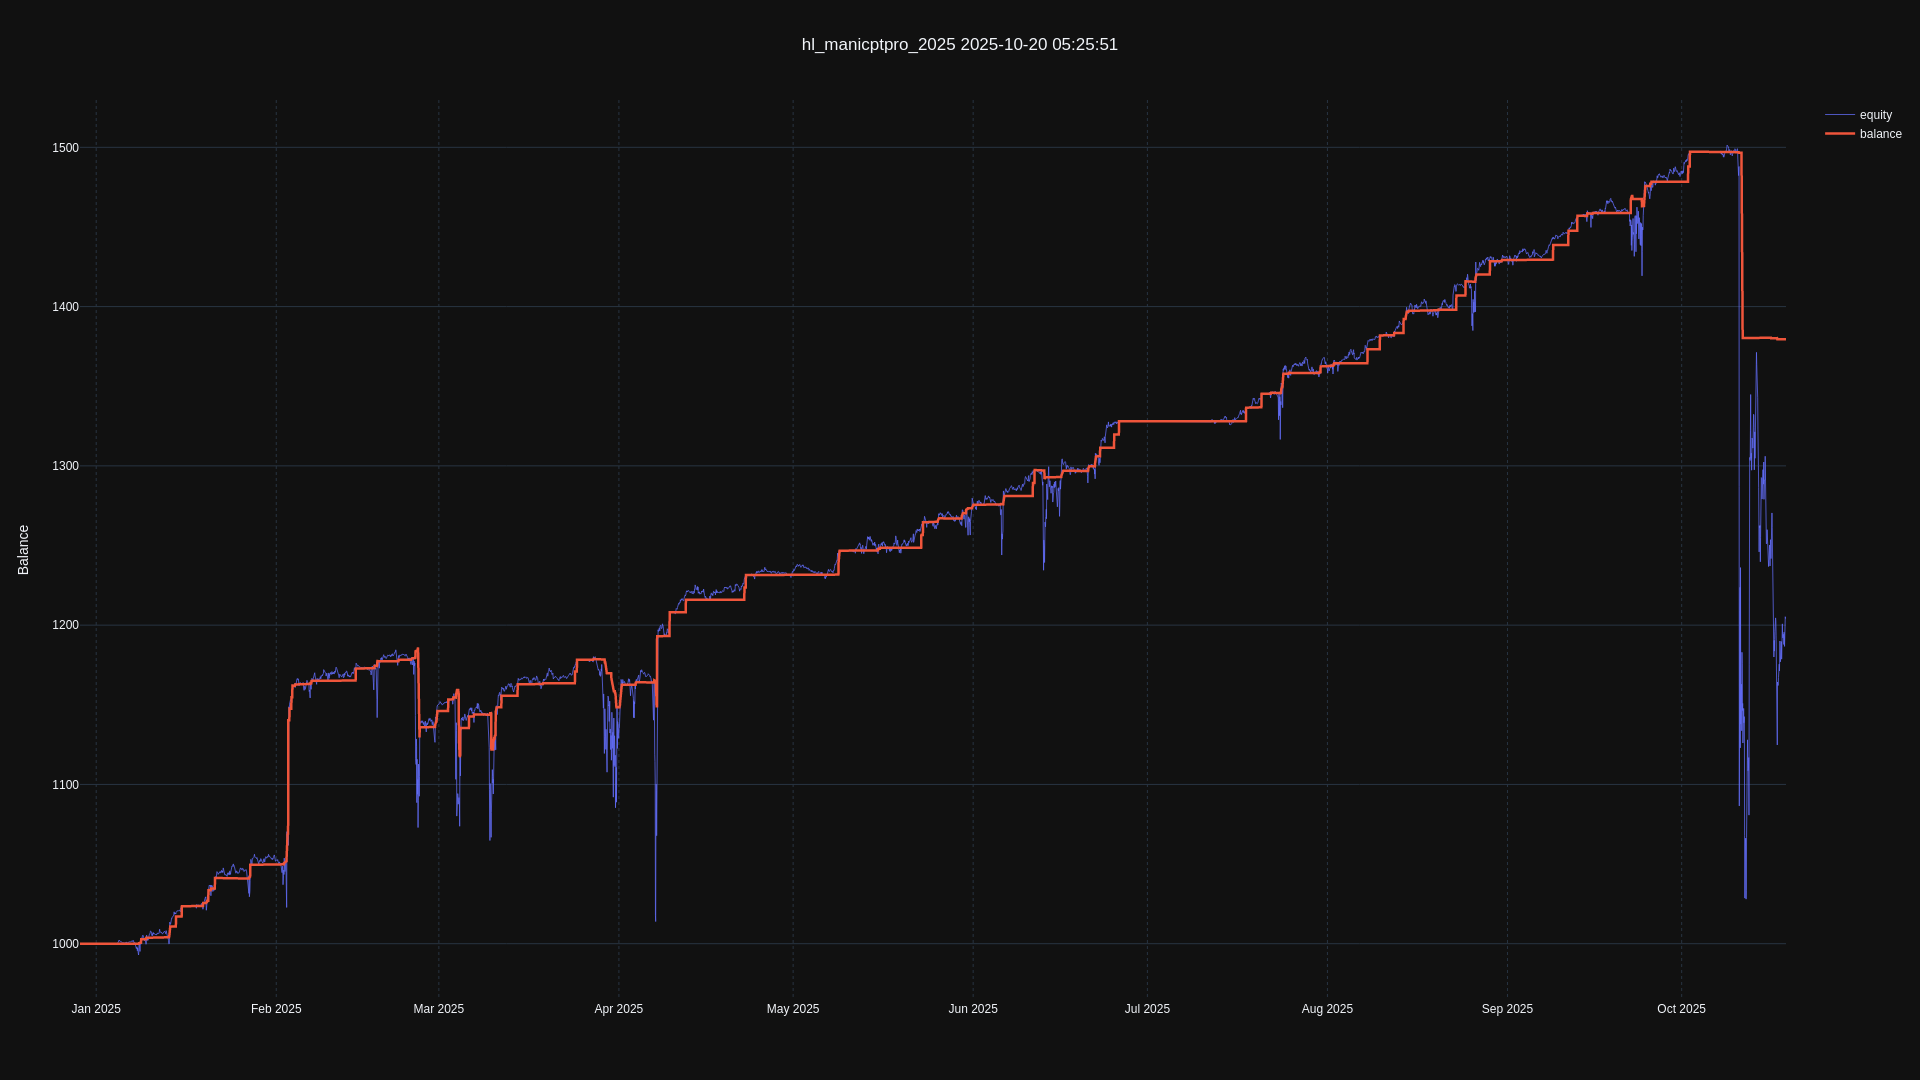 hl_manicptpro_2025 2025-10-20 05:25:51
equity
balance
1500
1400
1300
1200
1100
1000
Balance
Jan 2025
Feb 2025
Mar 2025
Apr 2025
May 2025
Jun 2025
Jul 2025
Aug 2025
Sep 2025
Oct 2025